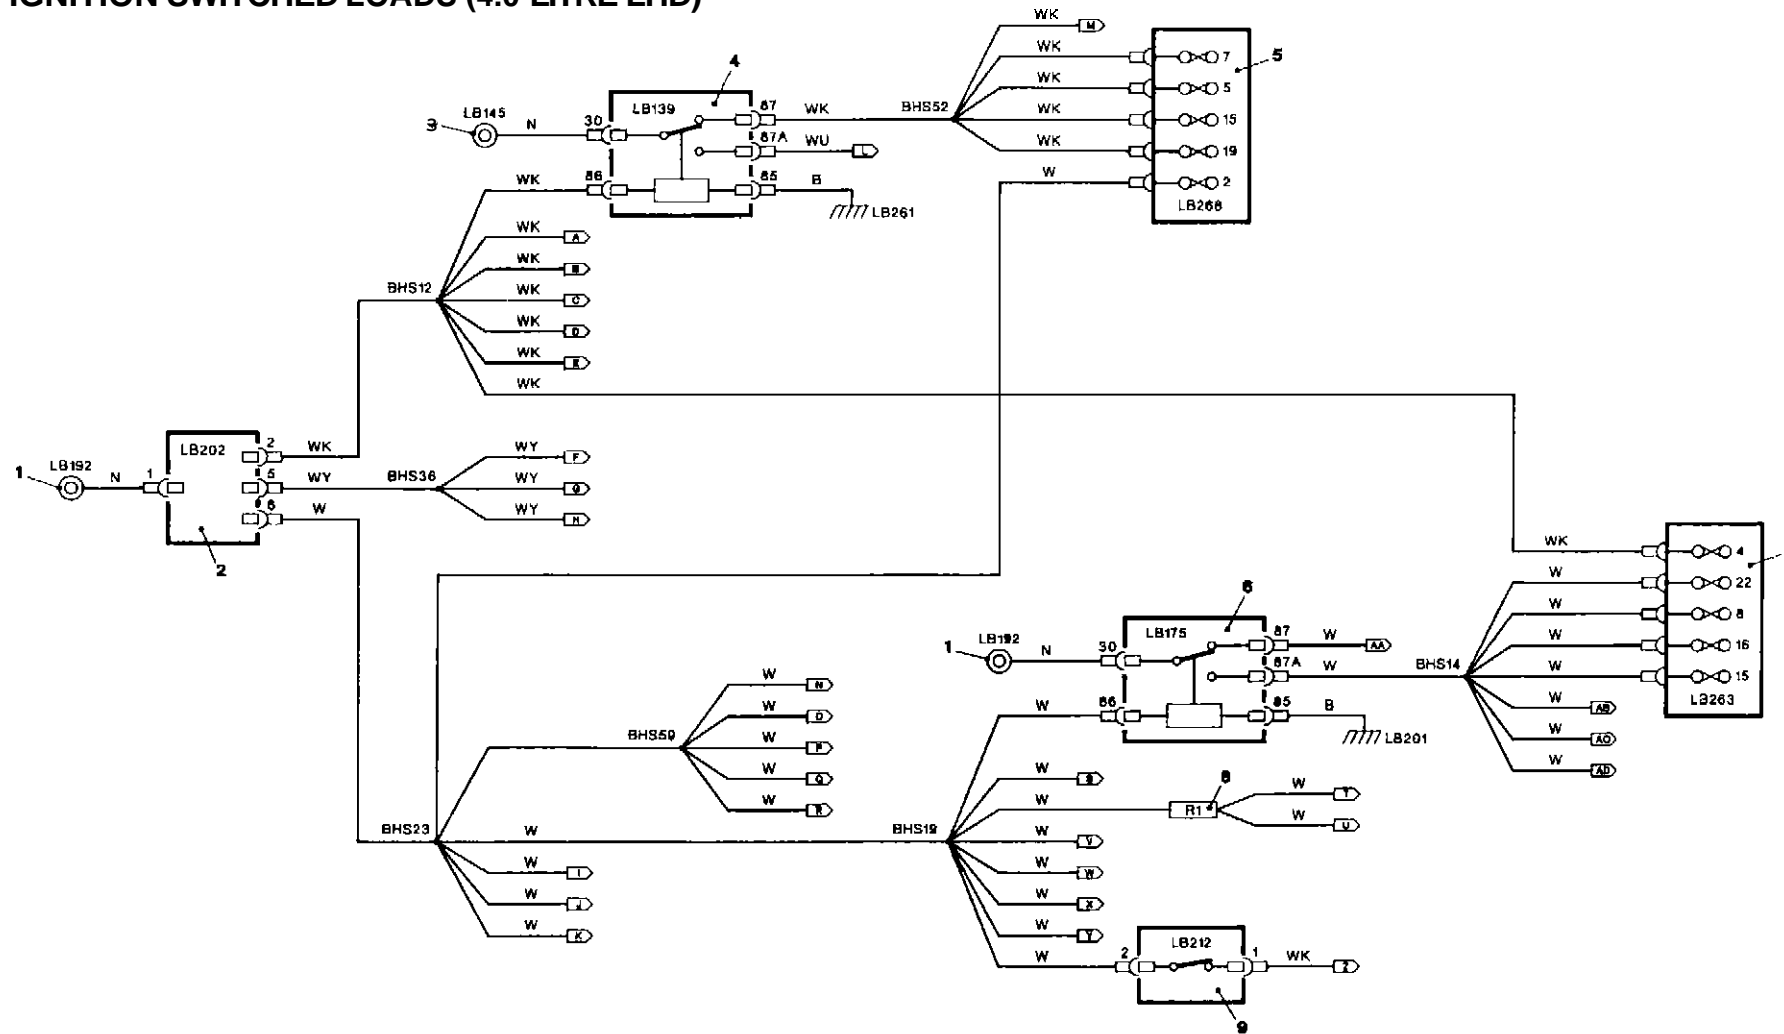 IGNITION SWITCHED LOADS (4.0 LITRE LHD)
WK M
WK 7
5
WK 5
4
LB145 LB139 87 WK BHS52 WK 15
3 N 30 87A WU L WK 19
WK 86 85 B W 2
LB261 LB268
WK A
WK
BHS12 WK C
WK D
WK E
WK
LB202 2 WK
1 LB192 N 1 5 WY BHS36 WY F
WY G
6 W WY H
2
WK 4
W 22
6 W 8
1 LB192 N 30 LB175 87 W AA W 16
87A W BHS14 W 15
LB263
W 86 85 B W AB
LB201 W
W AD
BHS59 W N
W
W P
W Q
W R
W S
8
W R1 W T
W U
BHS23 W BHS19 W V
W I W W
W J W X
W K W Y
W 2 LB212 1 WK Z
9